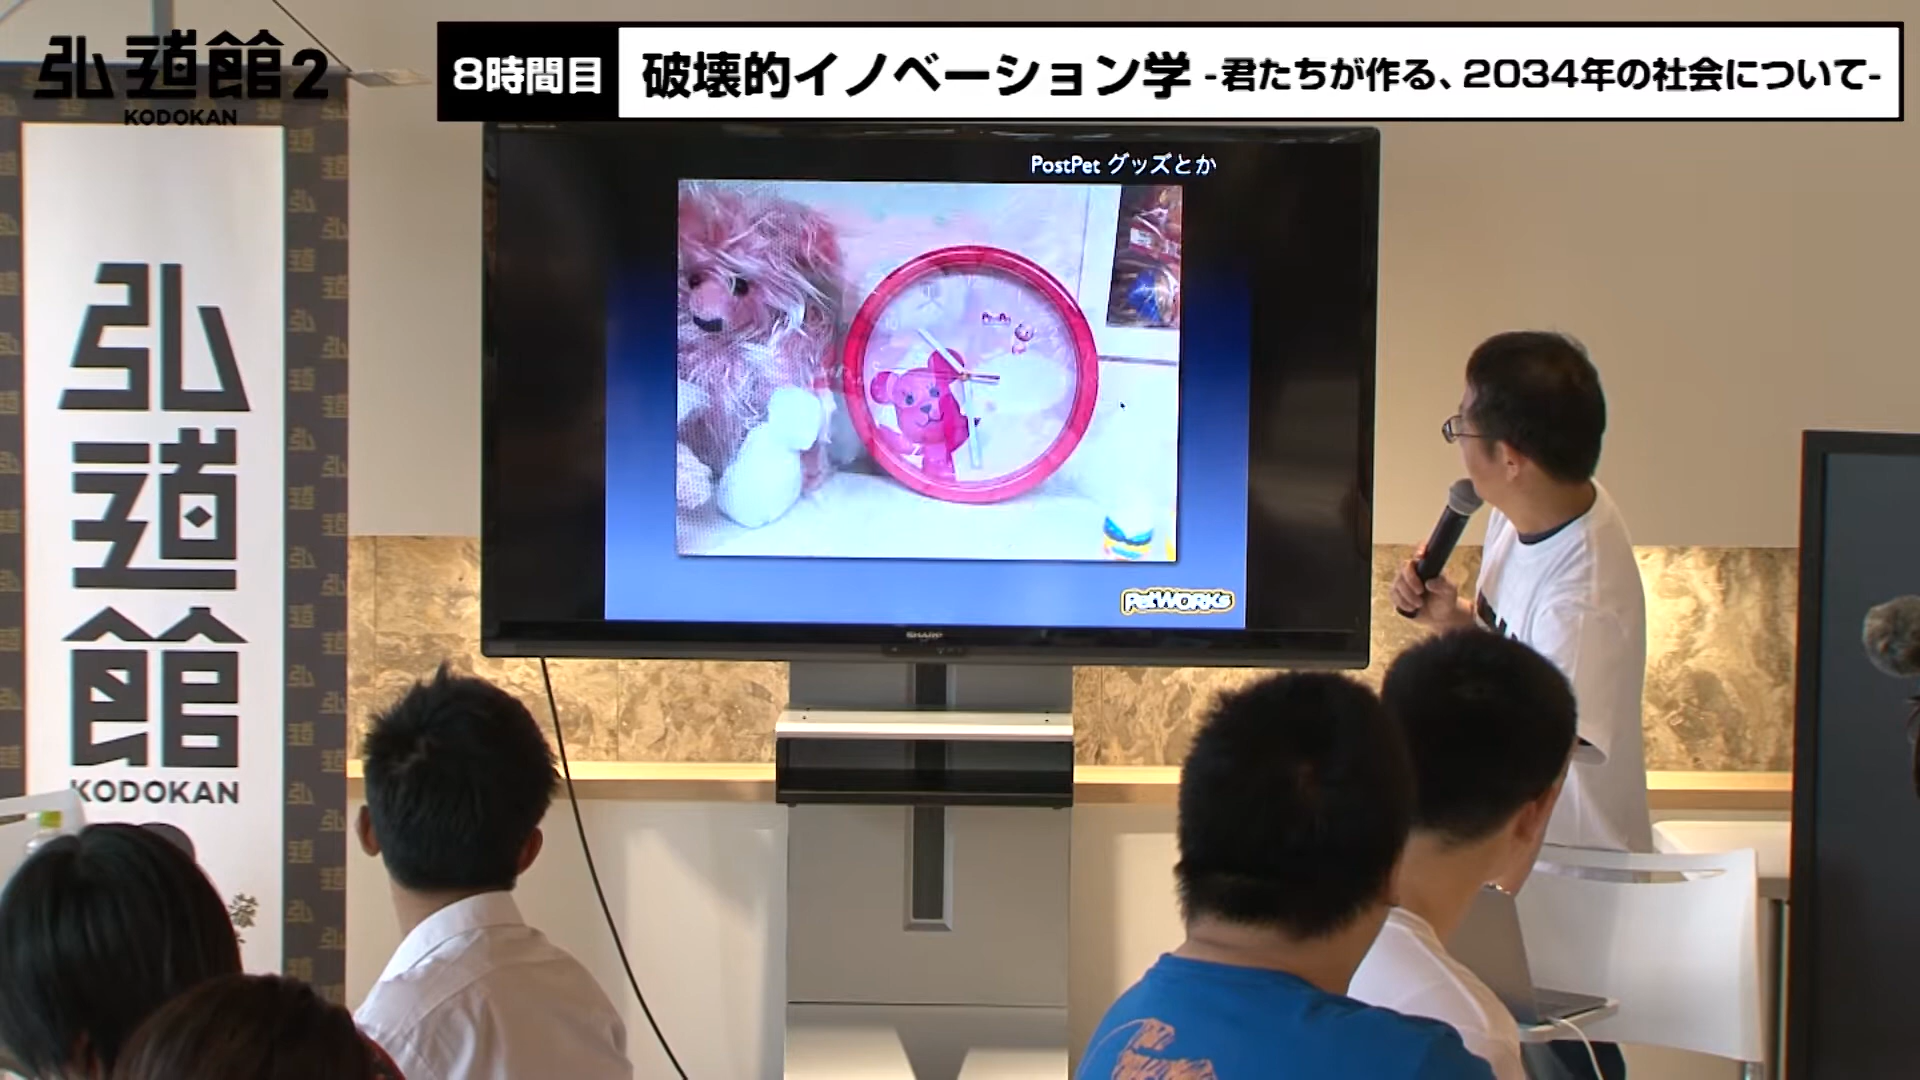 弘道館2
KODOKAN
8時間目
破壊的イノベーション学 -君たちが作る、2034年の社会について-
PostPet グッズとか
PetWORKs
SHARP
弘道館
KODOKAN